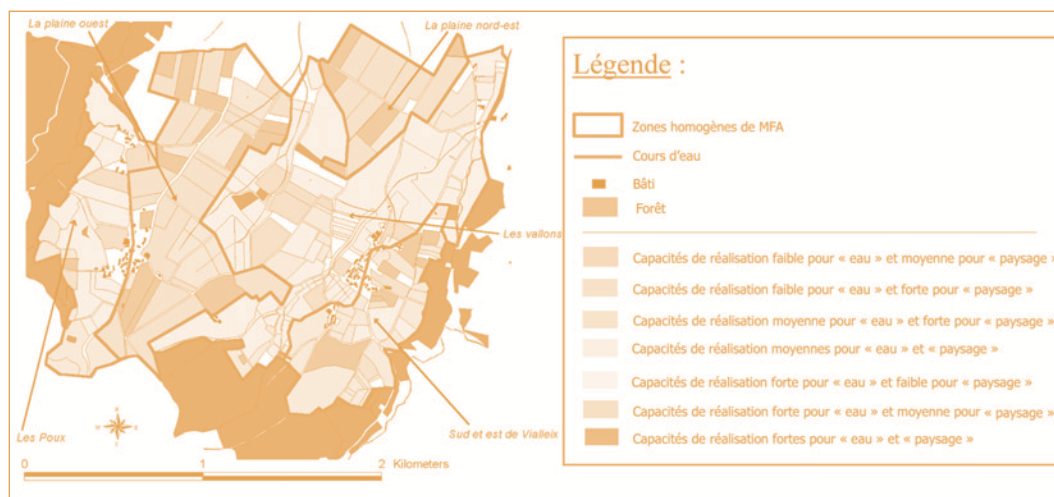 La plaine ouest
La plaine nord-est
Les vallons
Les Poux
Sud et est de Vialleix
0 1 2 Kilometers
Légende :
Zones homogènes de MFA
Cours d'eau
Bâti
Forêt
Capacités de réalisation faible pour « eau » et moyenne pour « paysage »
Capacités de réalisation faible pour « eau » et forte pour « paysage »
Capacités de réalisation moyenne pour « eau » et forte pour « paysage »
Capacités de réalisation moyennes pour « eau » et « paysage »
Capacités de réalisation forte pour « eau » et faible pour « paysage »
Capacités de réalisation forte pour « eau » et moyenne pour « paysage »
Capacités de réalisation fortes pour « eau » et « paysage »